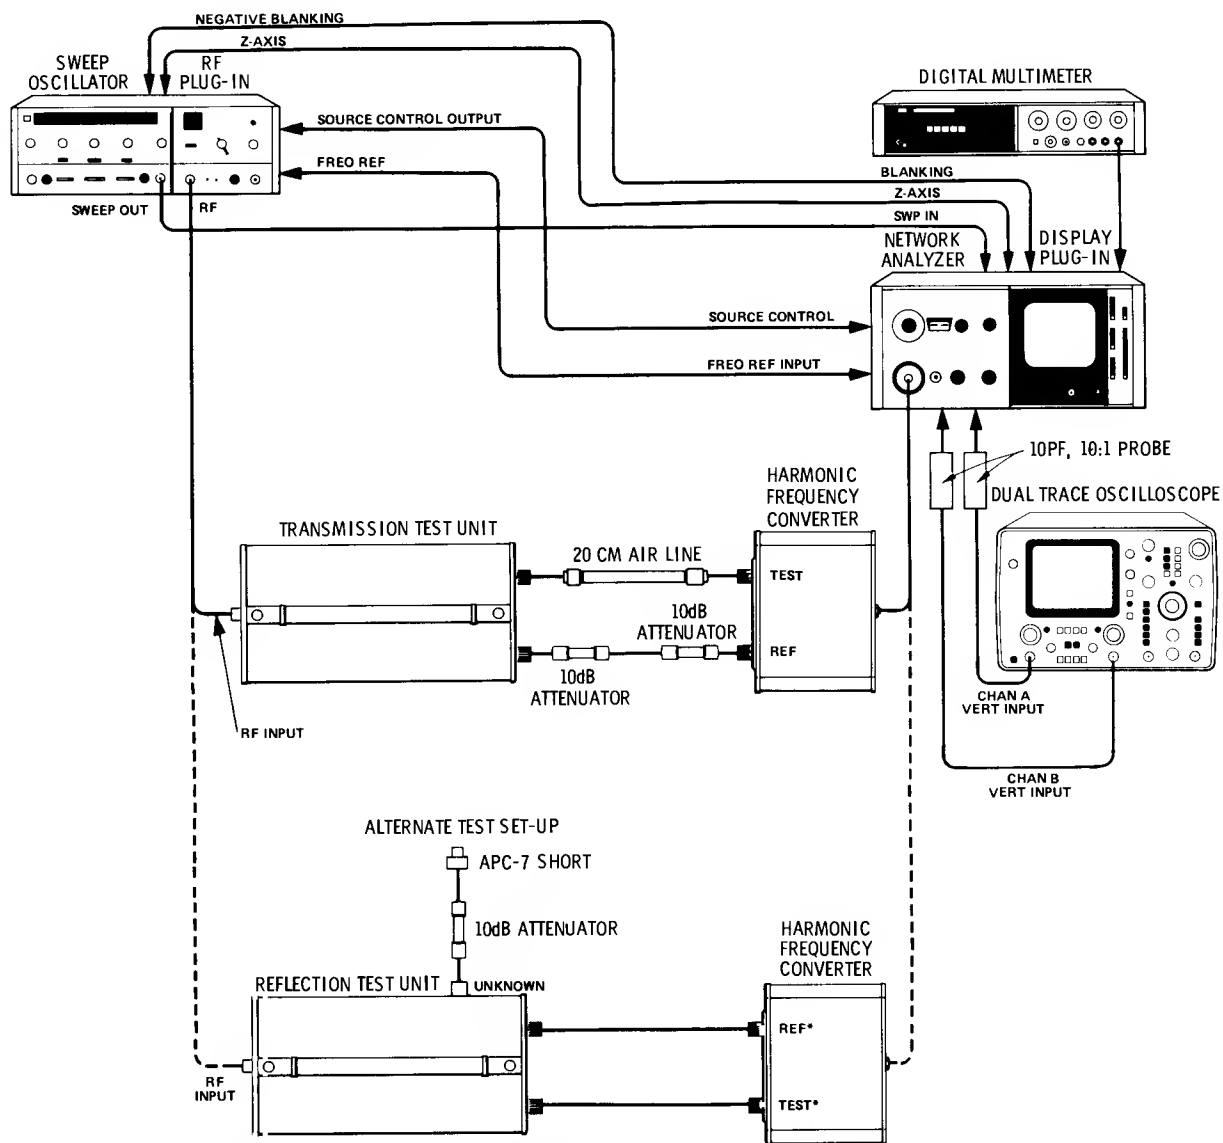 NEGATIVE BLANKING
Z-AXIS
SWEEP
OSCILLATOR
RF
PLUG-IN
DIGITAL MULTIMETER
SOURCE CONTROL OUTPUT
FREQ REF
BLANKING
Z-AXIS
SWP IN
SWEEP OUT
RF
NETWORK
ANALYZER
DISPLAY
PLUG-IN
SOURCE CONTROL
FREQ REF INPUT
10PF, 10:1 PROBE
DUAL TRACE OSCILLOSCOPE
HARMONIC
FREQUENCY
CONVERTER
TRANSMISSION TEST UNIT
20 CM AIR LINE
TEST
10dB
ATTENUATOR
REF
10dB
ATTENUATOR
RF INPUT
CHAN A
VERT INPUT
CHAN B
VERT INPUT
ALTERNATE TEST SET-UP
APC-7 SHORT
10dB ATTENUATOR
HARMONIC
FREQUENCY
CONVERTER
REFLECTION TEST UNIT
UNKNOWN
REF*
RF
INPUT
TEST*